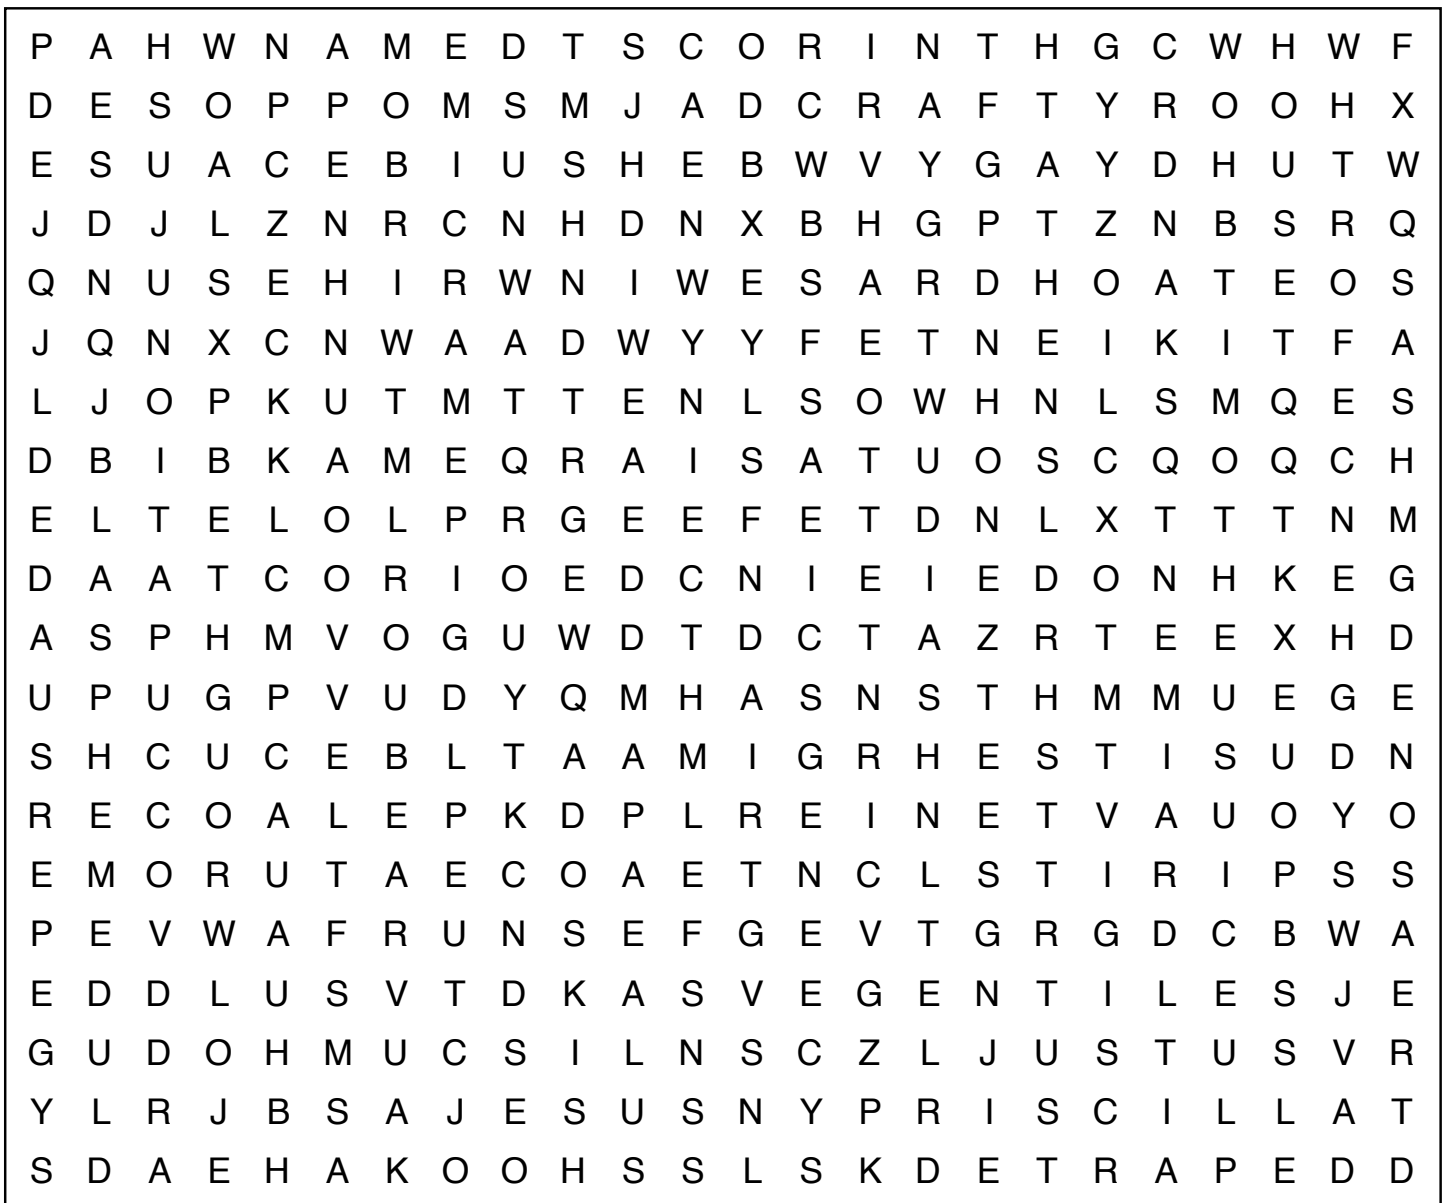 P A H W N A M E D T S C O R I N T H G C W H W F
D E S O P P O M S M J A D C R A F T Y R O O H X
E S U A C E B I U S H E B W V Y G A Y D H U T W
J D J L Z N R C N H D N X B H G P T Z N B S R Q
Q N U S E H I R W N I W E S A R D H O A T E O S
J Q N X C N W A A D W Y Y F E T N E I K I T F A
L J O P K U T M T T E N L S O W H N L S M Q E S
D B I B K A M E Q R A I S A T U O S C Q O Q C H
E L T E L O L P R G E E F E T D N L X T T T N M
D A A T C O R I O E D C N I E I E D O N H K E G
A S P H M V O G U W D T D C T A Z R T E E X H D
U P U G P V U D Y Q M H A S N S T H M M U E G E
S H C U C E B L T A A M I G R H E S T I S U D N
R E C O A L E P K D P L R E I N E T V A U O Y O
E M O R U T A E C O A E T N C L S T I R I P S S
P E V W A F R U N S E F G E V T G R G D C B W A
E D D L U S V T D K A S V E G E N T I L E S J E
G U D O H M U C S I L N S C Z L J U S T U S V R
Y L R J B S A J E S U S N Y P R I S C I L L A T
S D A E H A K O O H S S L S K D E T R A P E D D